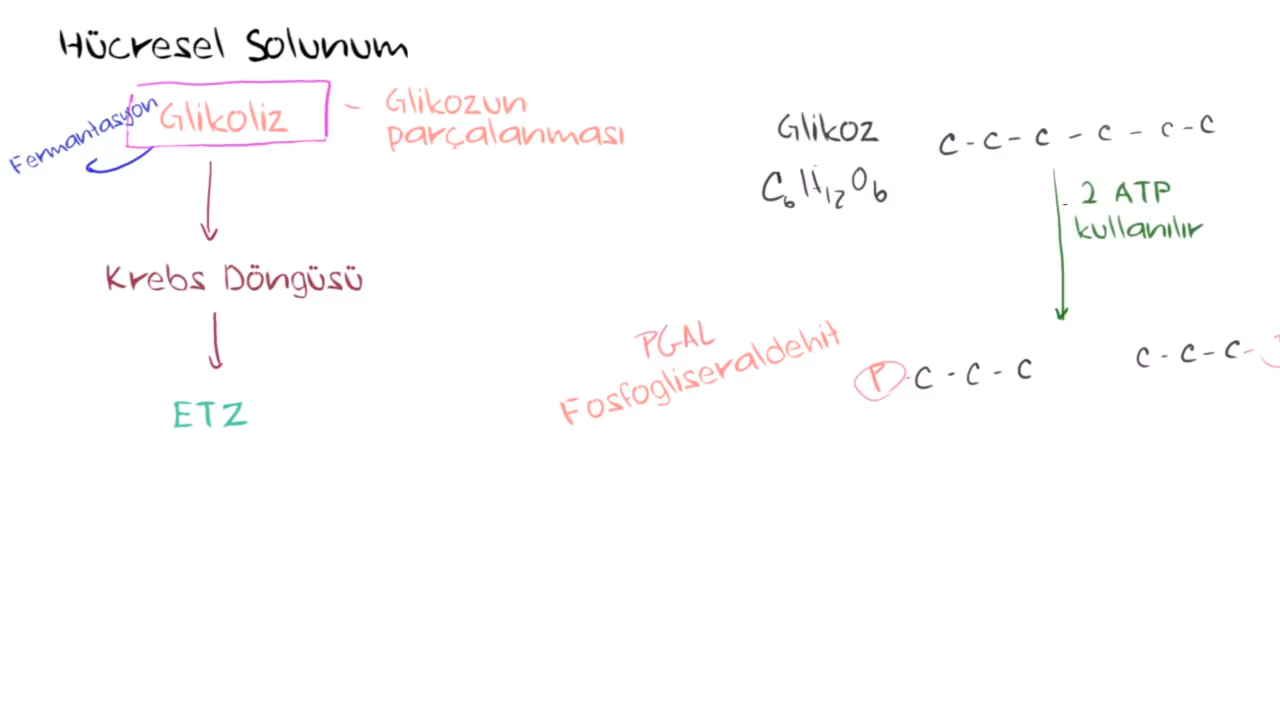 Hücresel Solunum
Fermantasyon
Glikoliz - Glikozun
parçalanması
Krebs Döngüsü
ETZ
Glikoz
C6H12O6
C-C-C-C-C-C
2 ATP
kullanılır
PGAL
Fosfogliseraldehit
P-C-C-C
C-C-C-